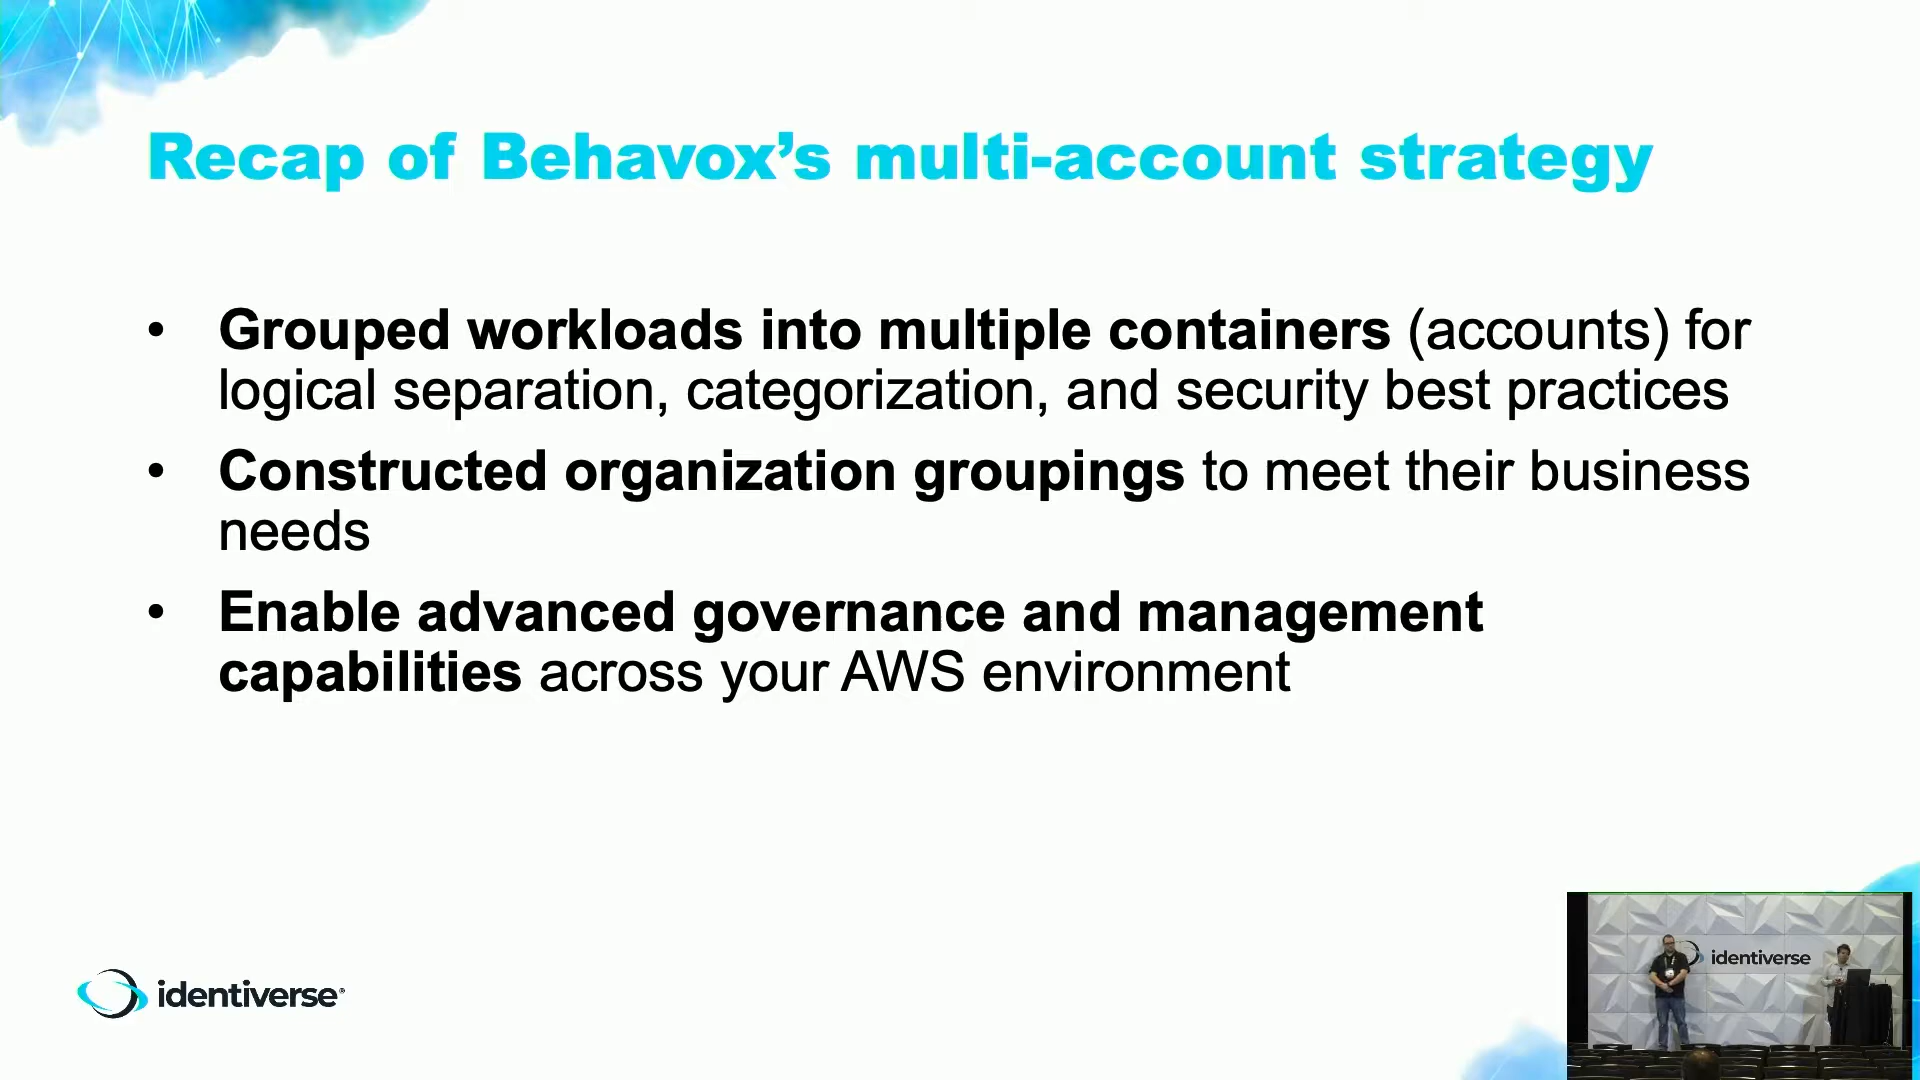 Recap of Behavox’s multi-account strategy
• Grouped workloads into multiple containers (accounts) for
logical separation, categorization, and security best practices
• Constructed organization groupings to meet their business
needs
• Enable advanced governance and management
capabilities across your AWS environment
identiverse®
identiverse